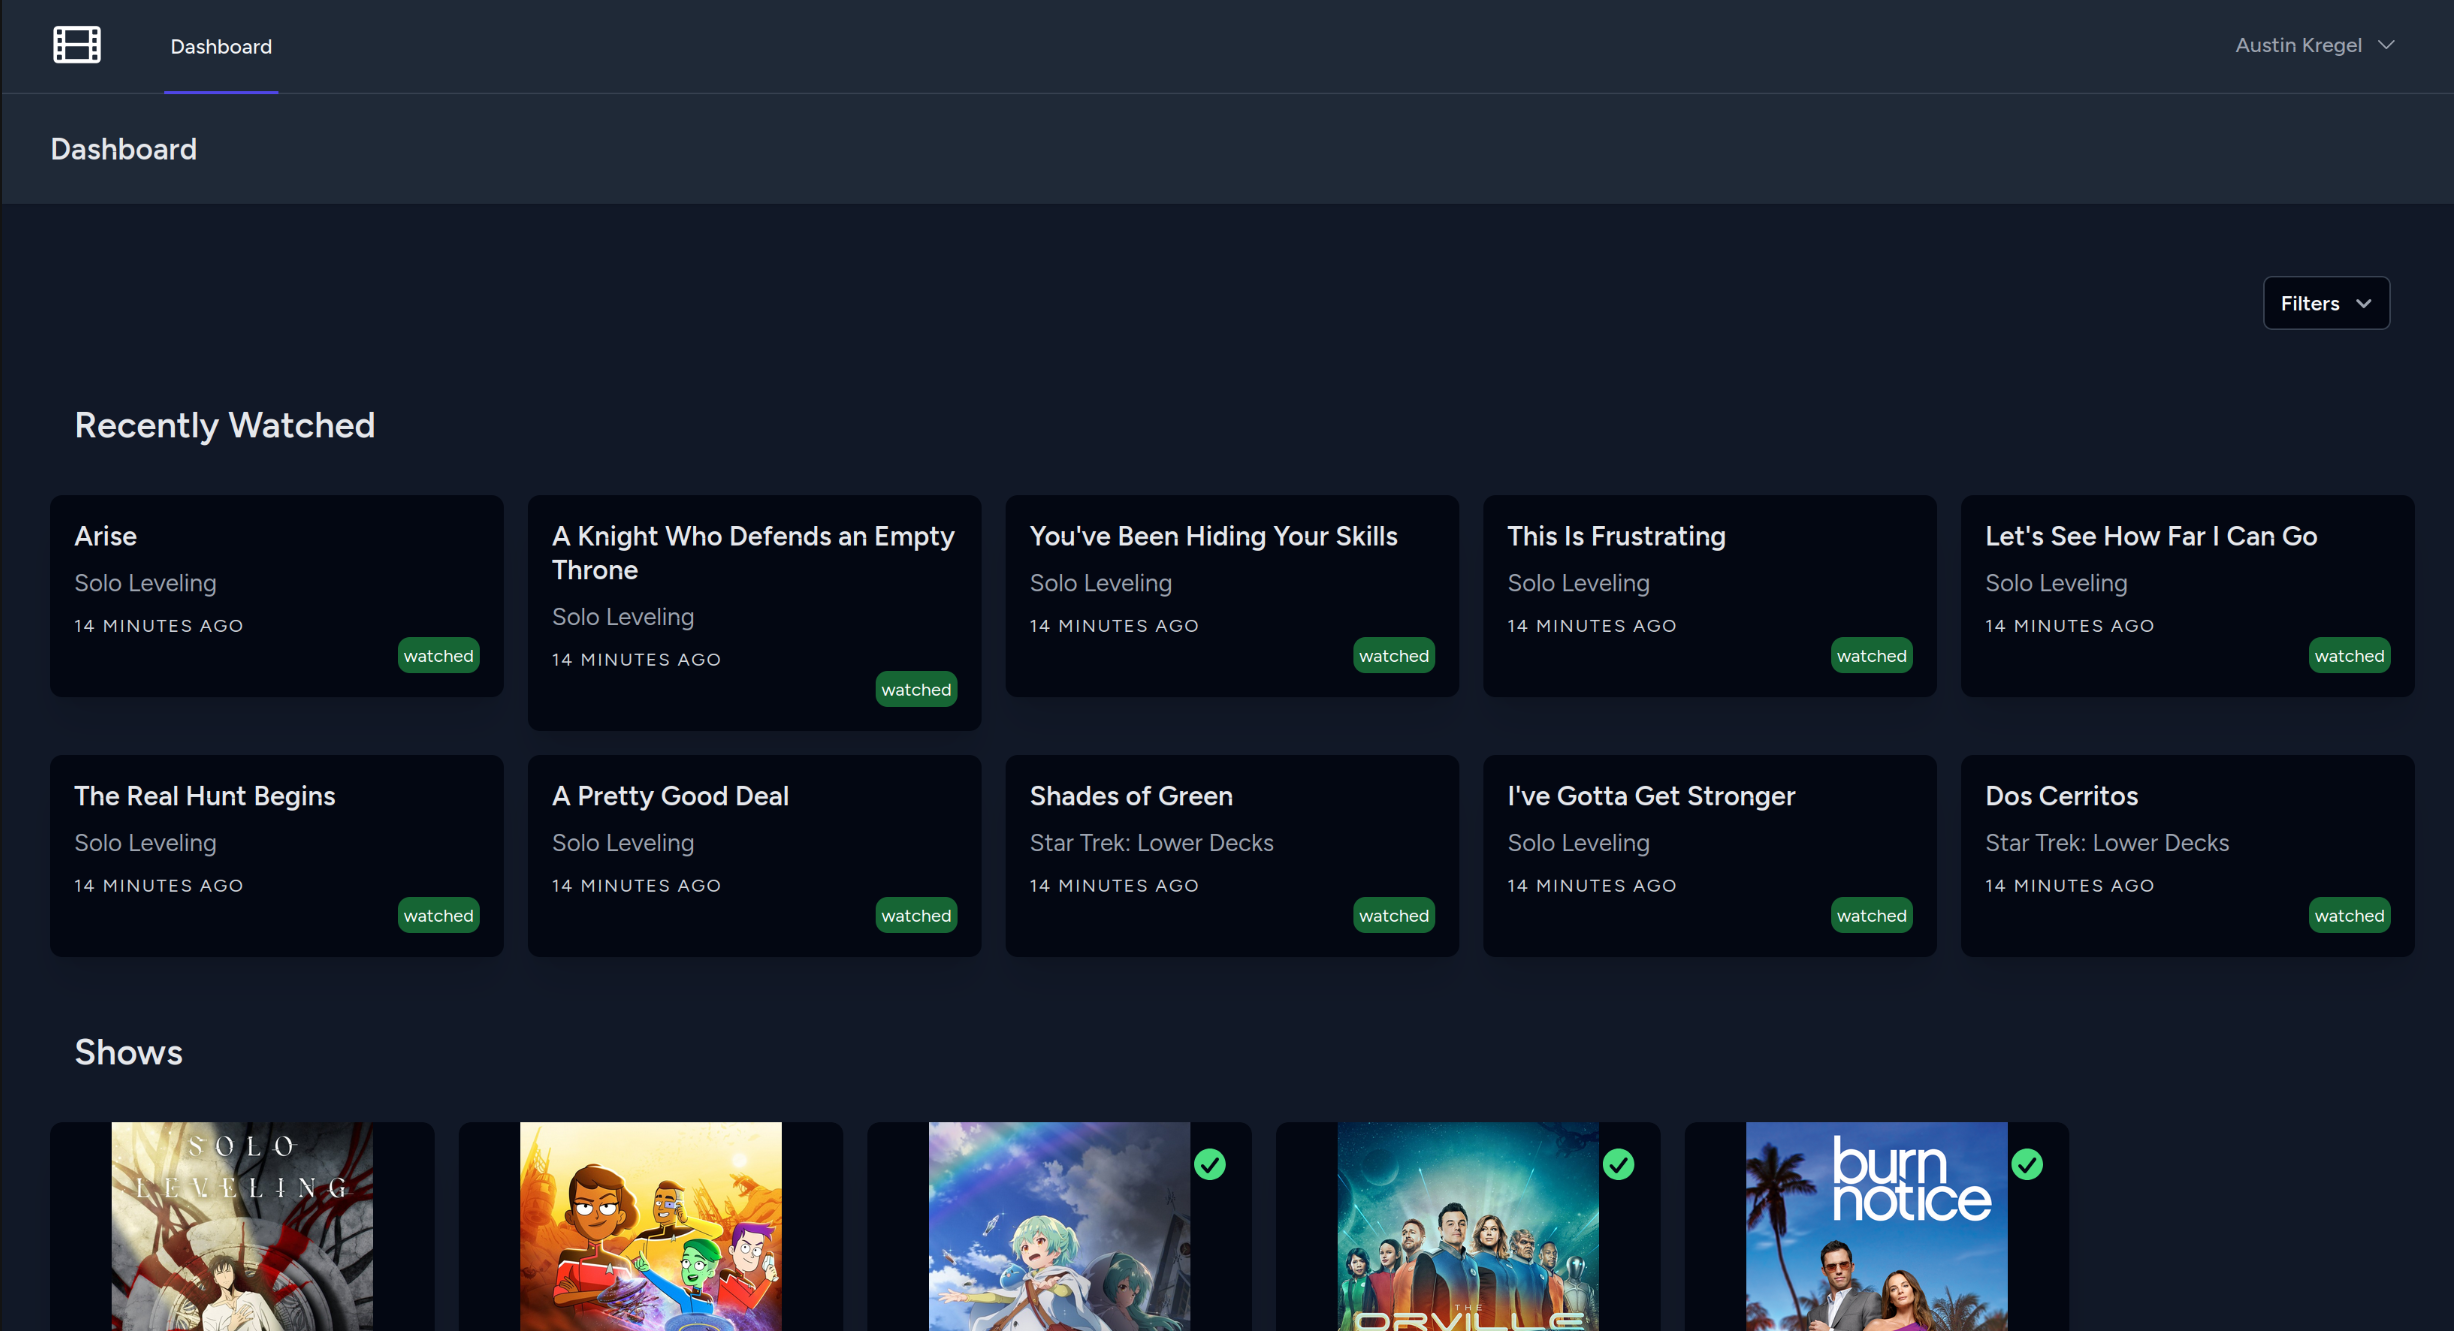 Dashboard
Austin Kregel
Dashboard
Filters
Recently Watched
Arise
Solo Leveling
14 MINUTES AGO
watched
A Knight Who Defends an Empty
Throne
Solo Leveling
14 MINUTES AGO
watched
You've Been Hiding Your Skills
Solo Leveling
14 MINUTES AGO
watched
This Is Frustrating
Solo Leveling
14 MINUTES AGO
watched
Let's See How Far I Can Go
Solo Leveling
14 MINUTES AGO
watched
The Real Hunt Begins
Solo Leveling
14 MINUTES AGO
watched
A Pretty Good Deal
Solo Leveling
14 MINUTES AGO
watched
Shades of Green
Star Trek: Lower Decks
14 MINUTES AGO
watched
I've Gotta Get Stronger
Solo Leveling
14 MINUTES AGO
watched
Dos Cerritos
Star Trek: Lower Decks
14 MINUTES AGO
watched
Shows
SOLO
LEVELING
THE
ORVILLE
burn
notice